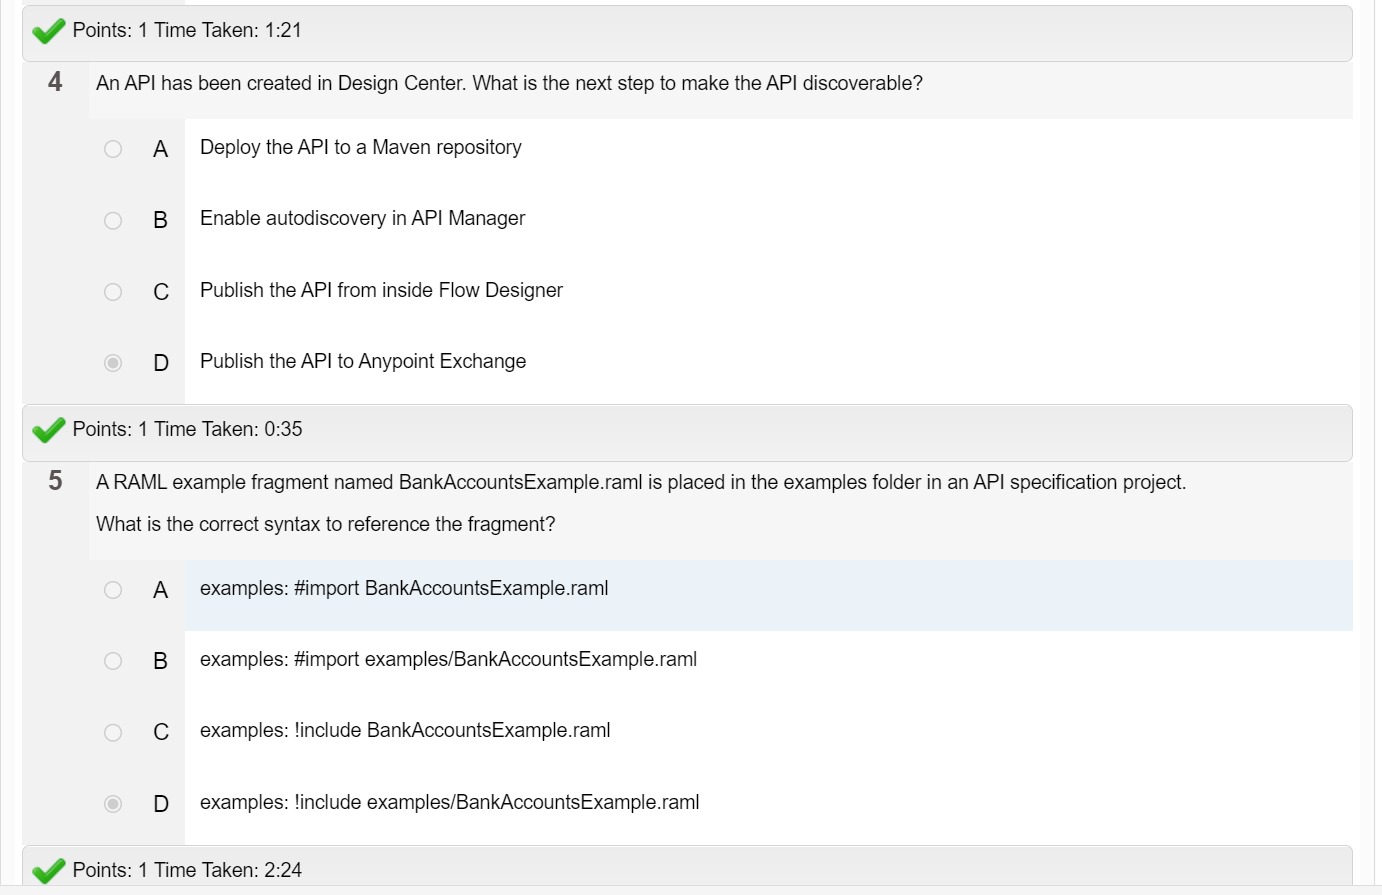 Points: 1 Time Taken: 1:21
4 An API has been created in Design Center. What is the next step to make the API discoverable?
A Deploy the API to a Maven repository
B Enable autodiscovery in API Manager
C Publish the API from inside Flow Designer
D Publish the API to Anypoint Exchange
Points: 1 Time Taken: 0:35
5 A RAML example fragment named BankAccountsExample.raml is placed in the examples folder in an API specification project.
What is the correct syntax to reference the fragment?
A examples: #import BankAccountsExample.raml
B examples: #import examples/BankAccountsExample.raml
C examples: !include BankAccountsExample.raml
D examples: !include examples/BankAccountsExample.raml
Points: 1 Time Taken: 2:24